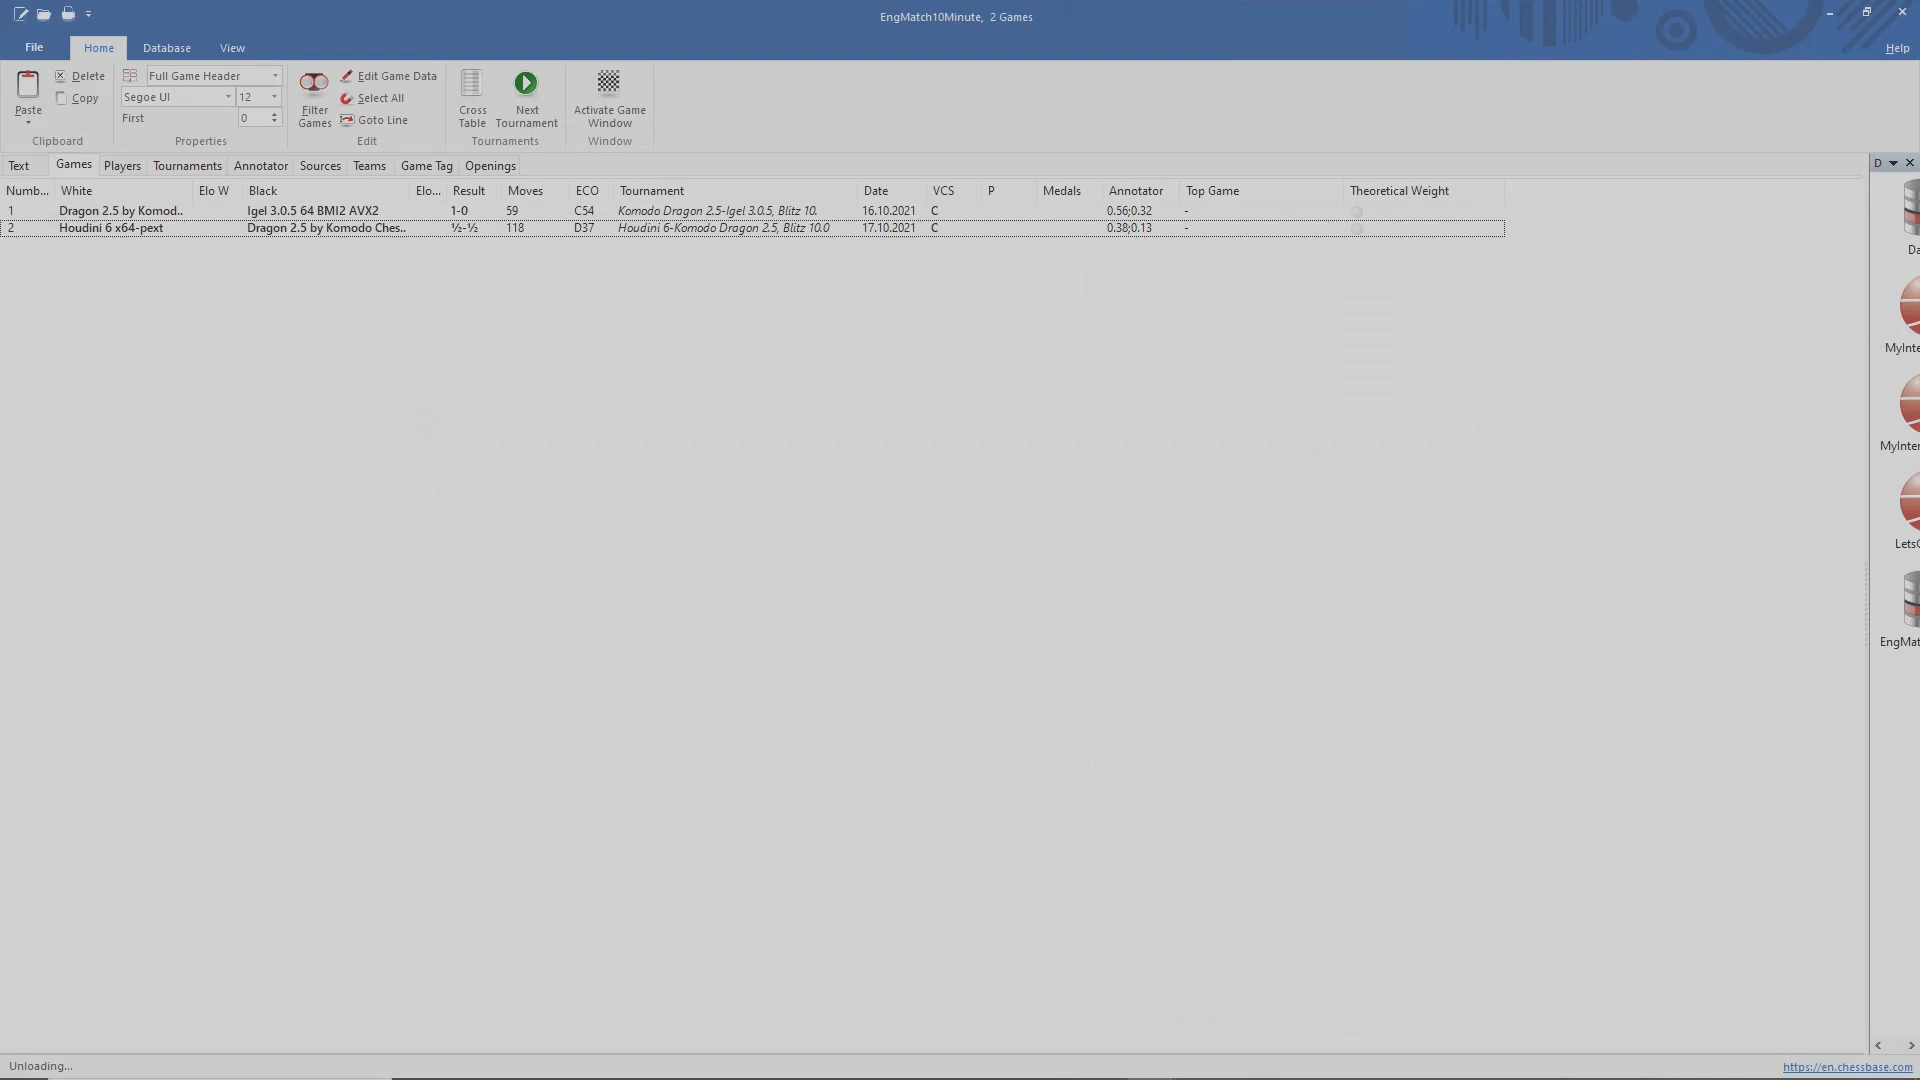 EngMatch10Minute, 2 Games
File Home Database View Help
Paste Delete Copy Clipboard
Full Game Header
Segoe UI 12
First 0
Properties
Filter Games Edit Game Data
Select All
Goto Line
Edit
Cross Table Next Tournament
Tournaments
Activate Game Window
Window
Text Games Players Tournaments Annotator Sources Teams Game Tag Openings
Numb... White Elo W Black Elo... Result Moves ECO Tournament Date VCS P Medals Annotator Top Game Theoretical Weight
1 Dragon 2.5 by Komod.. Igel 3.0.5 64 BMI2 AVX2 1-0 59 C54 Komodo Dragon 2.5-Igel 3.0.5, Blitz 10. 16.10.2021 C 0.56;0.32 -
2 Houdini 6 x64-pext Dragon 2.5 by Komodo Ches.. ½-½ 118 D37 Houdini 6-Komodo Dragon 2.5, Blitz 10.0 17.10.2021 C 0.38;0.13 -
D
Da
MyInte
MyInter
Lets
EngMat
Unloading...
https://en.chessbase.com